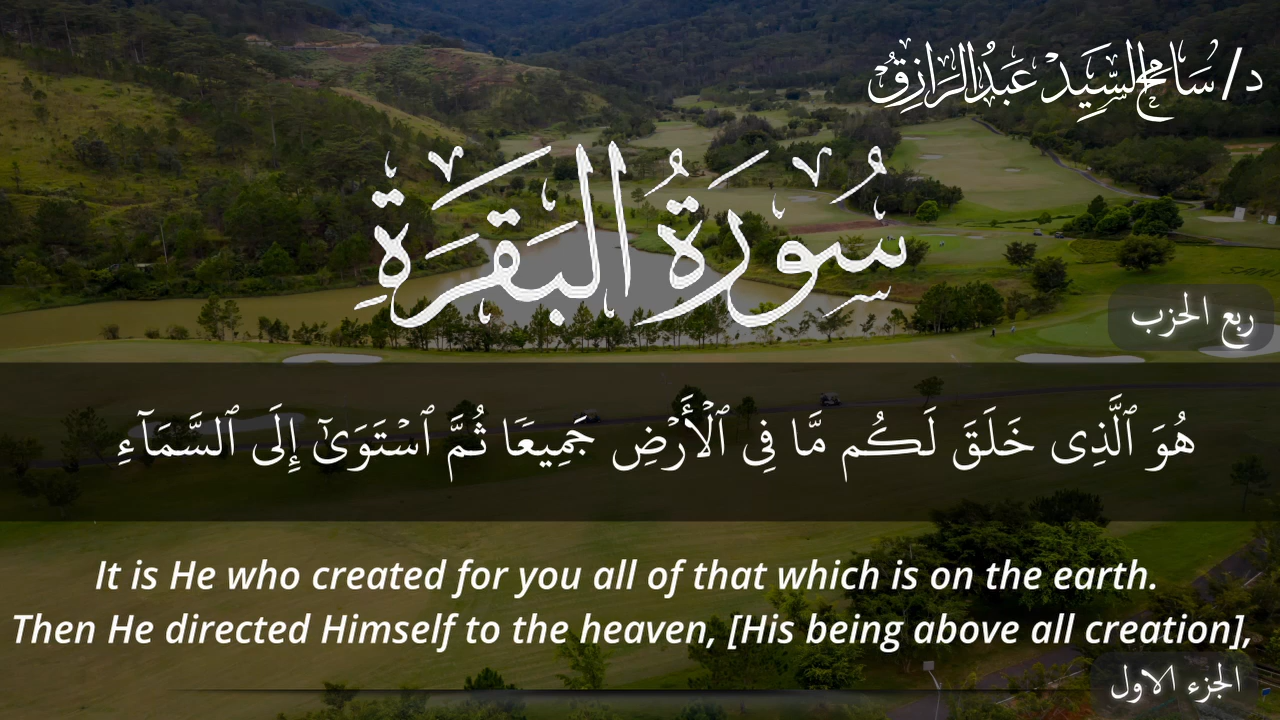 د/ سَامح السَّيِّد عَبْدُ الرَّازِقُ
سُورَةُ البَقَرَةِ
ربع الحزب
هُوَ ٱلَّذِى خَلَقَ لَكُم مَّا فِى ٱلْأَرْضِ جَمِيعًا ثُمَّ ٱسْتَوَىٰٓ إِلَى ٱلسَّمَآءِ
It is He who created for you all of that which is on the earth.
Then He directed Himself to the heaven, [His being above all creation],
الجزء الاول